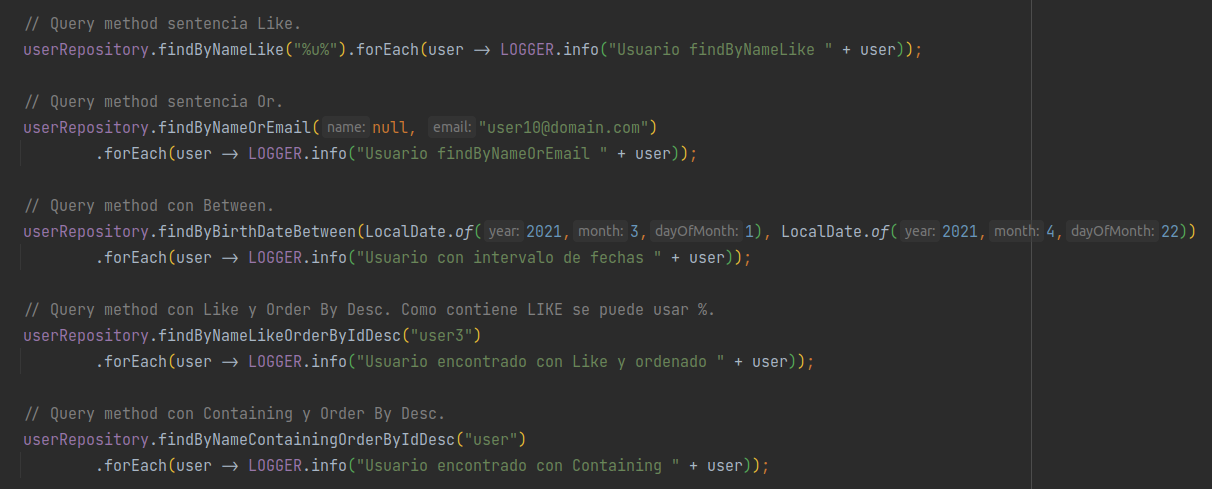 // Query method sentencia Like.
userRepository.findByNameLike("%u%").forEach(user -> LOGGER.info("Usuario findByNameLike " + user));
// Query method sentencia Or.
userRepository.findByNameOrEmail( name: null, email: "user10@domain.com")
.forEach(user -> LOGGER.info("Usuario findByNameOrEmail " + user));
// Query method con Between.
userRepository.findByBirthDateBetween(LocalDate.of( year: 2021, month: 3, dayOfMonth: 1), LocalDate.of( year: 2021, month: 4, dayOfMonth: 22))
.forEach(user -> LOGGER.info("Usuario con intervalo de fechas " + user));
// Query method con Like y Order By Desc. Como contiene LIKE se puede usar %.
userRepository.findByNameLikeOrderByIdDesc("user3")
.forEach(user -> LOGGER.info("Usuario encontrado con Like y ordenado " + user));
// Query method con Containing y Order By Desc.
userRepository.findByNameContainingOrderByIdDesc("user")
.forEach(user -> LOGGER.info("Usuario encontrado con Containing " + user));